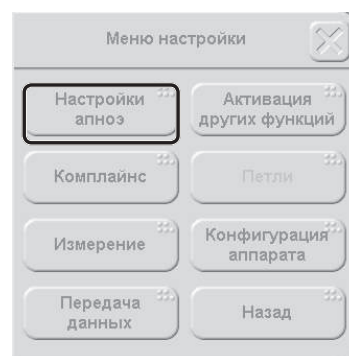 Меню настройки
Настройки
апноэ
Активация
других функций
Комплайнс
Петли
Измерение
Конфигурация
аппарата
Передача
данных
Назад